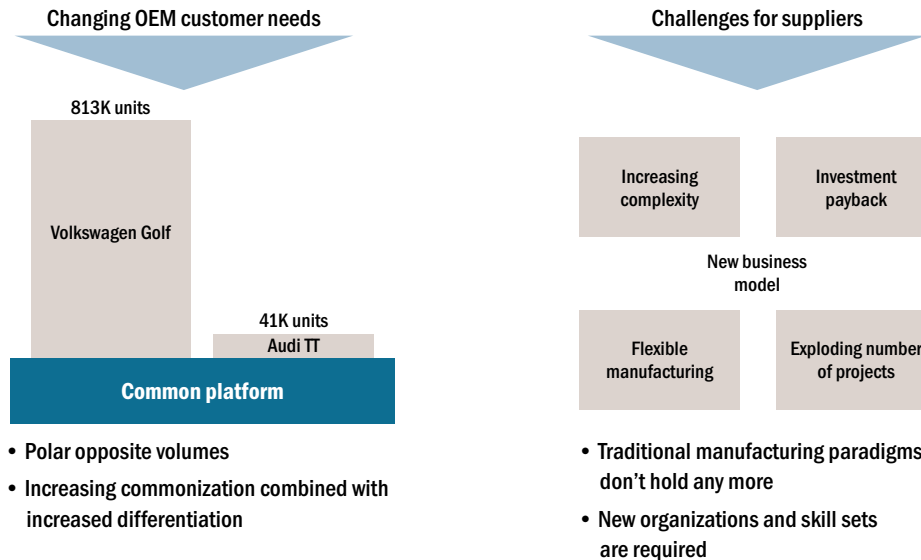 Changing OEM customer needs
813K units
Volkswagen Golf
41K units
Audi TT
Common platform
• Polar opposite volumes
• Increasing commonization combined with
increased differentiation
Challenges for suppliers
Increasing
complexity
Investment
payback
New business
model
Flexible
manufacturing
Exploding number
of projects
• Traditional manufacturing paradigms
don’t hold any more
• New organizations and skill sets
are required